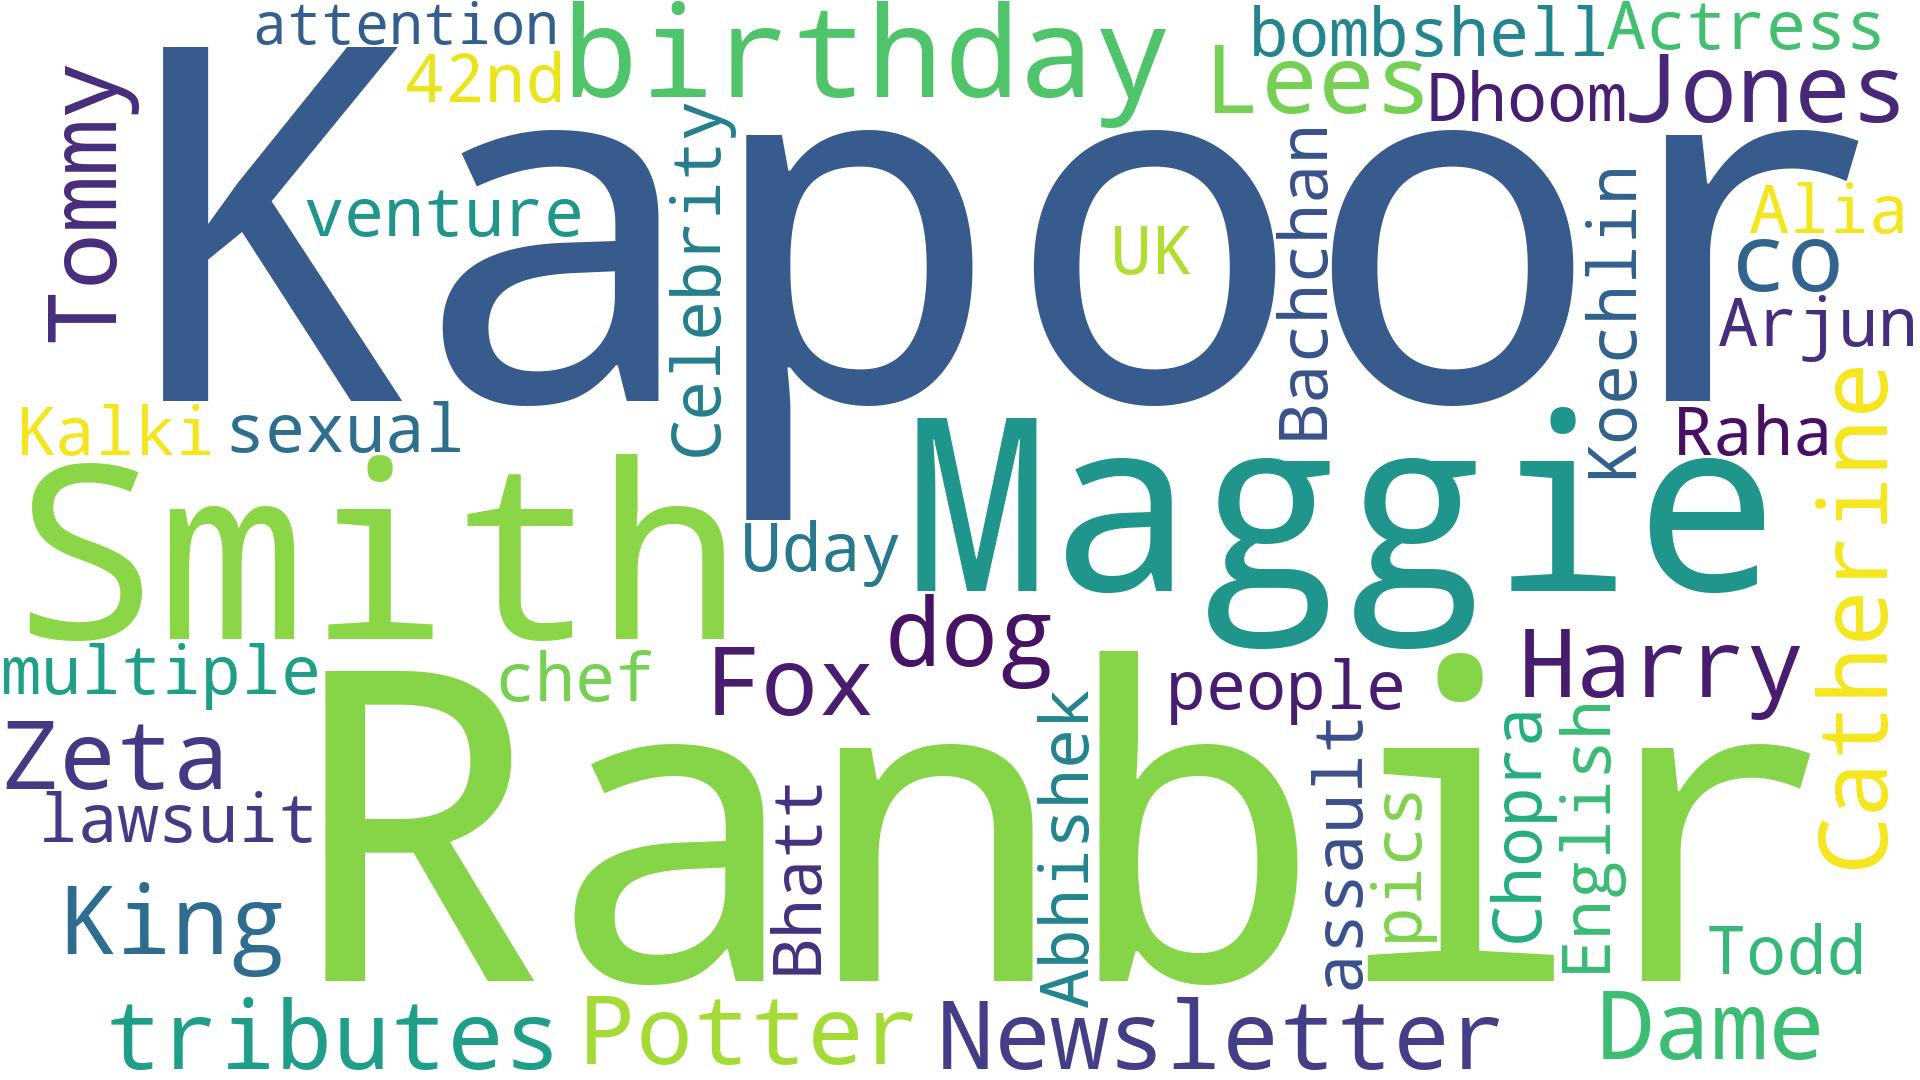 attention
birthday
bombshell
Actress
42nd
Lees
Dhoom
Jones
Tommy
Kapoor
venture
Celebrity
UK
Bachchan
Koechlin
Alia
co
Arjun
Kalki
sexual
Raha
Catherine
Smith
Maggie
Uday
dog
multiple
chef
Fox
people
Harry
Zeta
Ranbir
lawsuit
Bhatt
Abhishek
assault
pics
Chopra
English
King
Todd
tributes
Potter
Newsletter
Dame